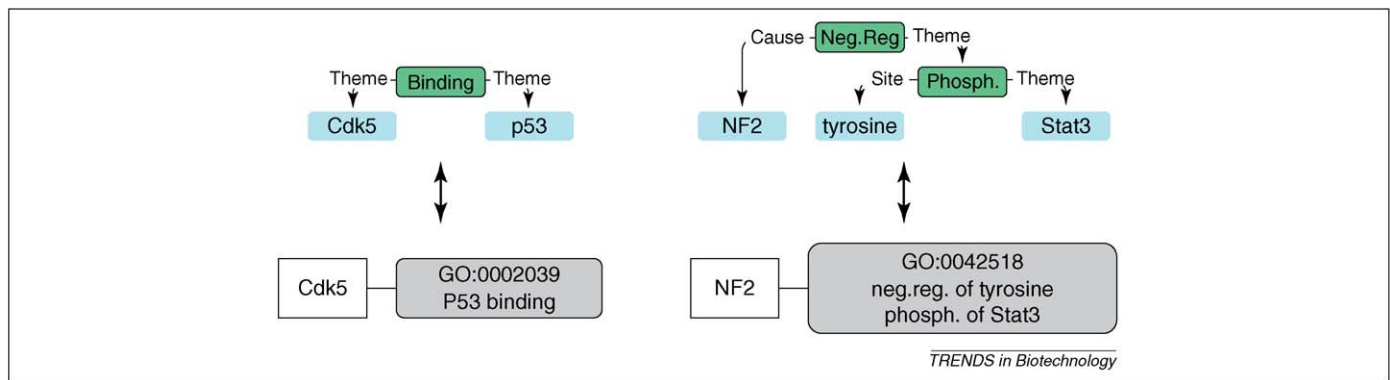 Cause Neg.Reg Theme
Theme Binding Theme
Site Phosph. Theme
Cdk5 p53 NF2 tyrosine Stat3
Cdk5
GO:0002039
P53 binding
NF2
GO:0042518
neg.reg. of tyrosine
phosph. of Stat3
TRENDS in Biotechnology